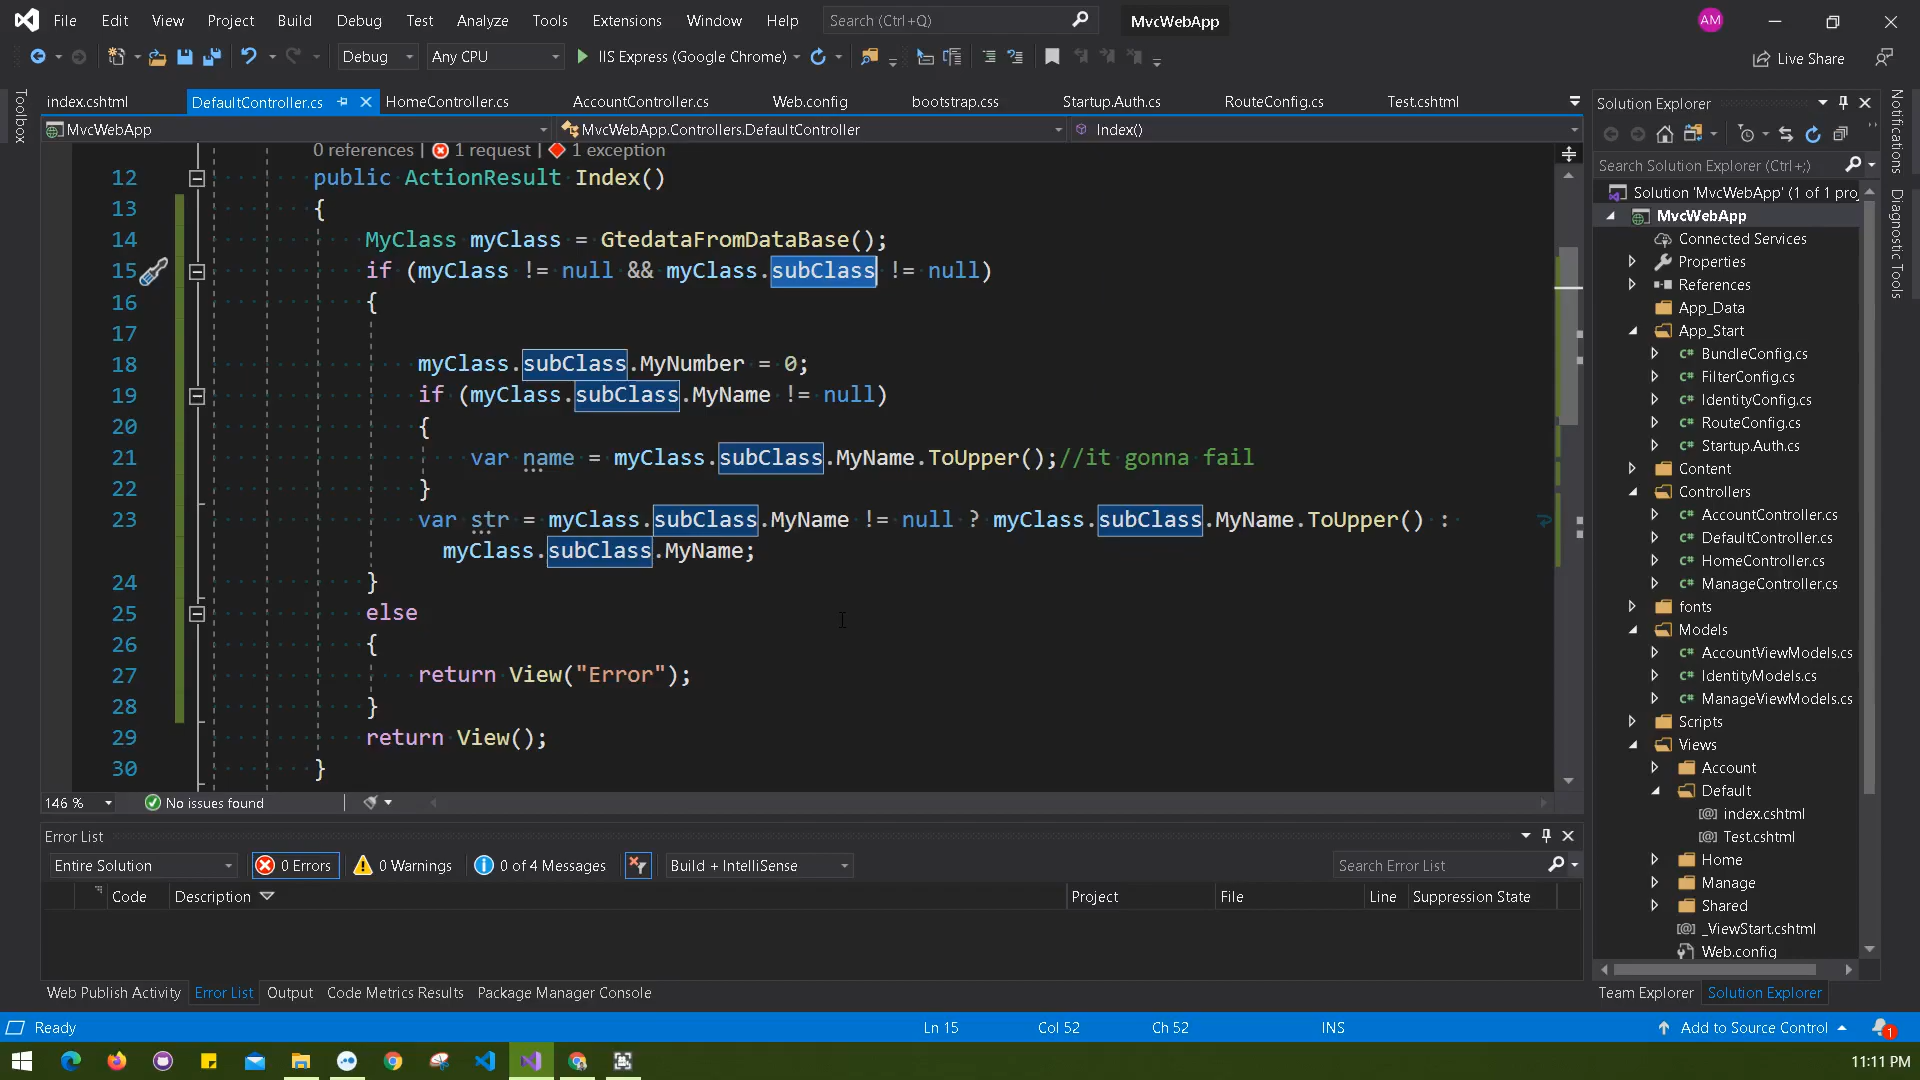 File Edit View Project Build Debug Test Analyze Tools Extensions Window Help Search (Ctrl+Q) MvcWebApp AM
Debug Any CPU IIS Express (Google Chrome) Live Share
Toolbox
index.cshtml DefaultController.cs HomeController.cs AccountController.cs Web.config bootstrap.css Startup.Auth.cs RouteConfig.cs Test.cshtml
MvcWebApp MvcWebApp.Controllers.DefaultController Index()
0 references | 1 request | 1 exception
12 public ActionResult Index()
13 {
14 MyClass myClass = GtedataFromDataBase();
15 if (myClass != null && myClass.subClass != null)
16 {
17
18 myClass.subClass.MyNumber = 0;
19 if (myClass.subClass.MyName != null)
20 {
21 var name = myClass.subClass.MyName.ToUpper();//it gonna fail
22 }
23 var str = myClass.subClass.MyName != null ? myClass.subClass.MyName.ToUpper() :
myClass.subClass.MyName;
24 }
25 else
26 {
27 return View("Error");
28 }
29 return View();
30 }
146 % No issues found
Error List
Entire Solution 0 Errors 0 Warnings 0 of 4 Messages Build + IntelliSense Search Error List
Code Description Project File Line Suppression State
Web Publish Activity Error List Output Code Metrics Results Package Manager Console
Solution Explorer
Search Solution Explorer (Ctrl+;)
Solution 'MvcWebApp' (1 of 1 proj
MvcWebApp
Connected Services
Properties
References
App_Data
App_Start
BundleConfig.cs
FilterConfig.cs
IdentityConfig.cs
RouteConfig.cs
Startup.Auth.cs
Content
Controllers
AccountController.cs
DefaultController.cs
HomeController.cs
ManageController.cs
fonts
Models
AccountViewModels.cs
IdentityModels.cs
ManageViewModels.cs
Scripts
Views
Account
Default
index.cshtml
Test.cshtml
Home
Manage
Shared
_ViewStart.cshtml
Web.config
Team Explorer Solution Explorer
Notifications
Diagnostic Tools
Ready Ln 15 Col 52 Ch 52 INS Add to Source Control 1
11:11 PM